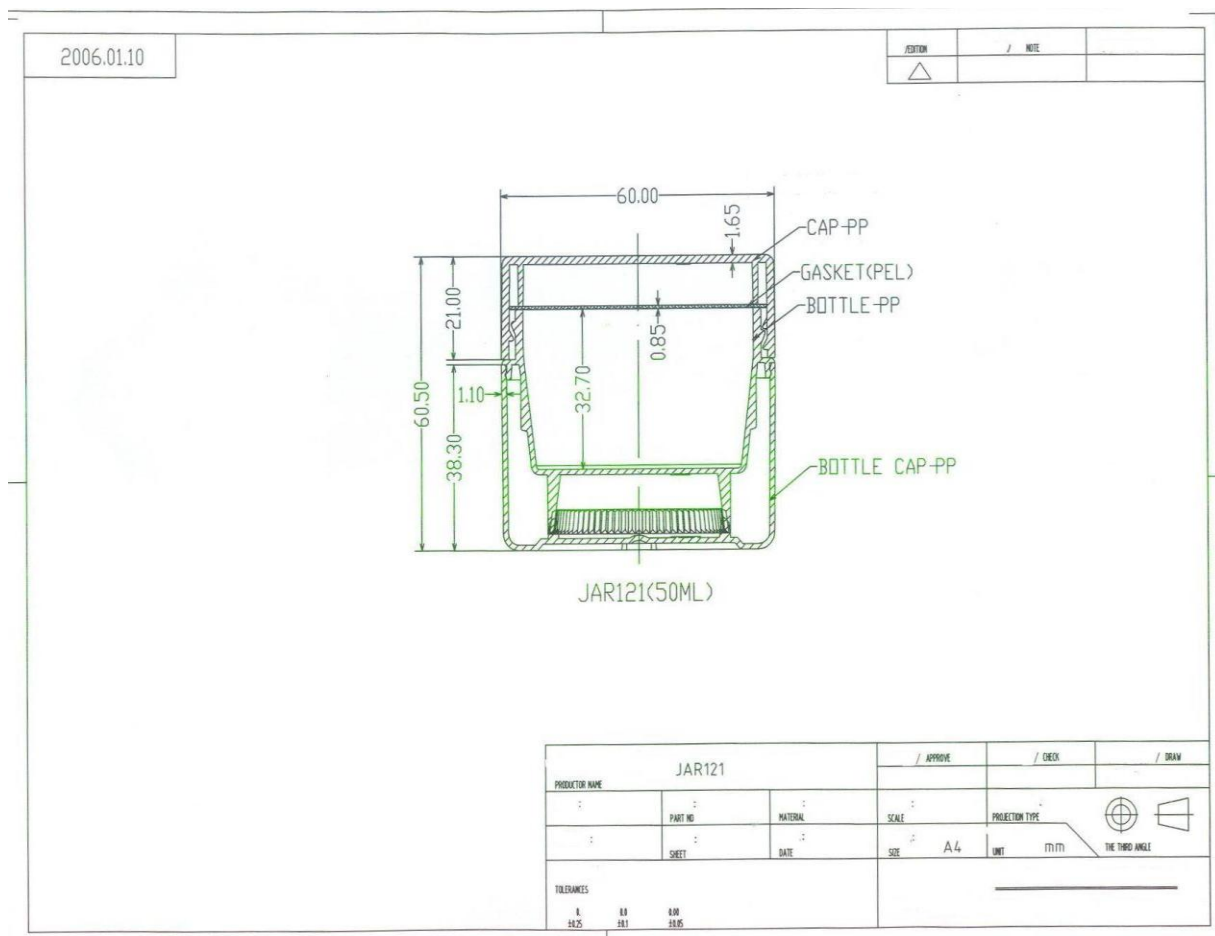 2006.01.10
/EDITION / NOTE
60.00
1.65
CAP-PP
GASKET(PEL)
BOTTLE-PP
21.00
0.85
60.50
1.10
32.70
38.30
BOTTLE CAP-PP
JAR121(50ML)
JAR121
PRODUCTOR NAME
/ APPROVE / CHECK / DRAW
: : : :
PART NO MATERIAL SCALE PROJECTION TYPE
: : : :
SHEET DATE SIZE A4 UNIT mm THE THIRD ANGLE
TOLERANCES
0. 0.0 0.00
±0.25 ±0.1 ±0.05